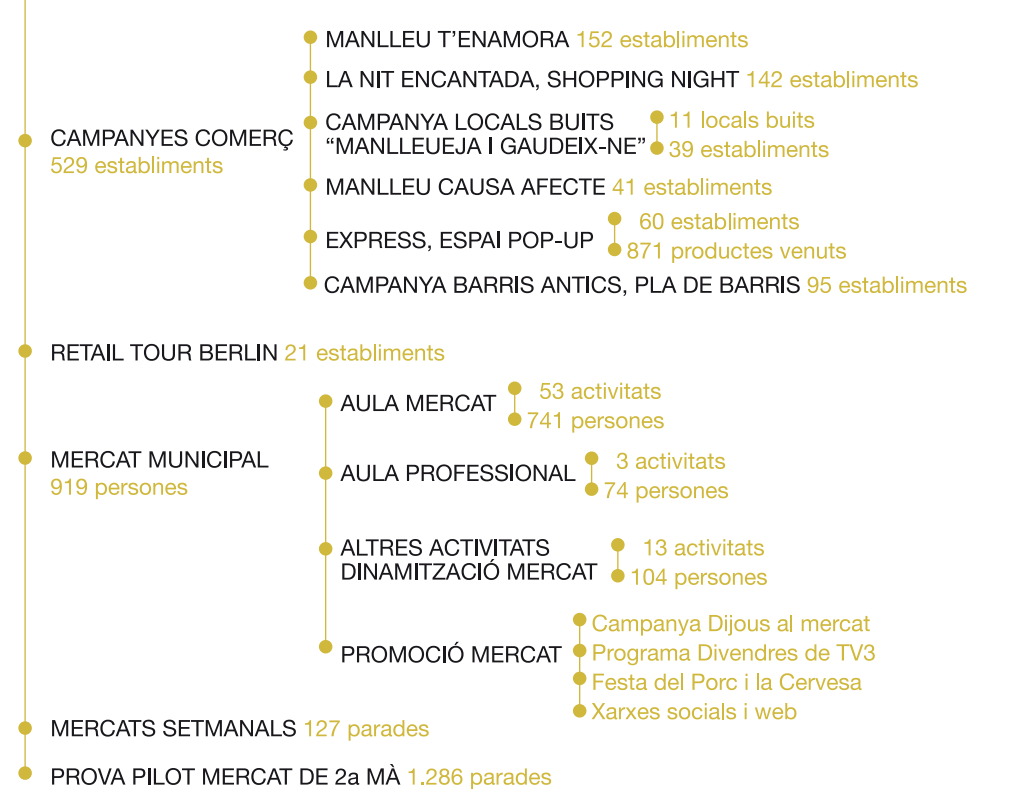 MANLLEU T'ENAMORA 152 establiments
LA NIT ENCANTADA, SHOPPING NIGHT 142 establiments
CAMPANYES COMERÇ
529 establiments
CAMPANYA LOCALS BUITS
“MANLLEUEJA I GAUDEIX-NE”
11 locals buits
39 establiments
MANLLEU CAUSA AFECTE 41 establiments
EXPRESS, ESPAI POP-UP
60 establiments
871 productes venuts
CAMPANYA BARRIS ANTICS, PLA DE BARRIS 95 establiments
RETAIL TOUR BERLIN 21 establiments
MERCAT MUNICIPAL
919 persones
AULA MERCAT
53 activitats
741 persones
AULA PROFESSIONAL
3 activitats
74 persones
ALTRES ACTIVITATS
DINAMITZACIÓ MERCAT
13 activitats
104 persones
PROMOCIÓ MERCAT
Campanya Dijous al mercat
Programa Divendres de TV3
Festa del Porc i la Cervesa
Xarxes socials i web
MERCATS SETMANALS 127 parades
PROVA PILOT MERCAT DE 2a MÀ 1.286 parades